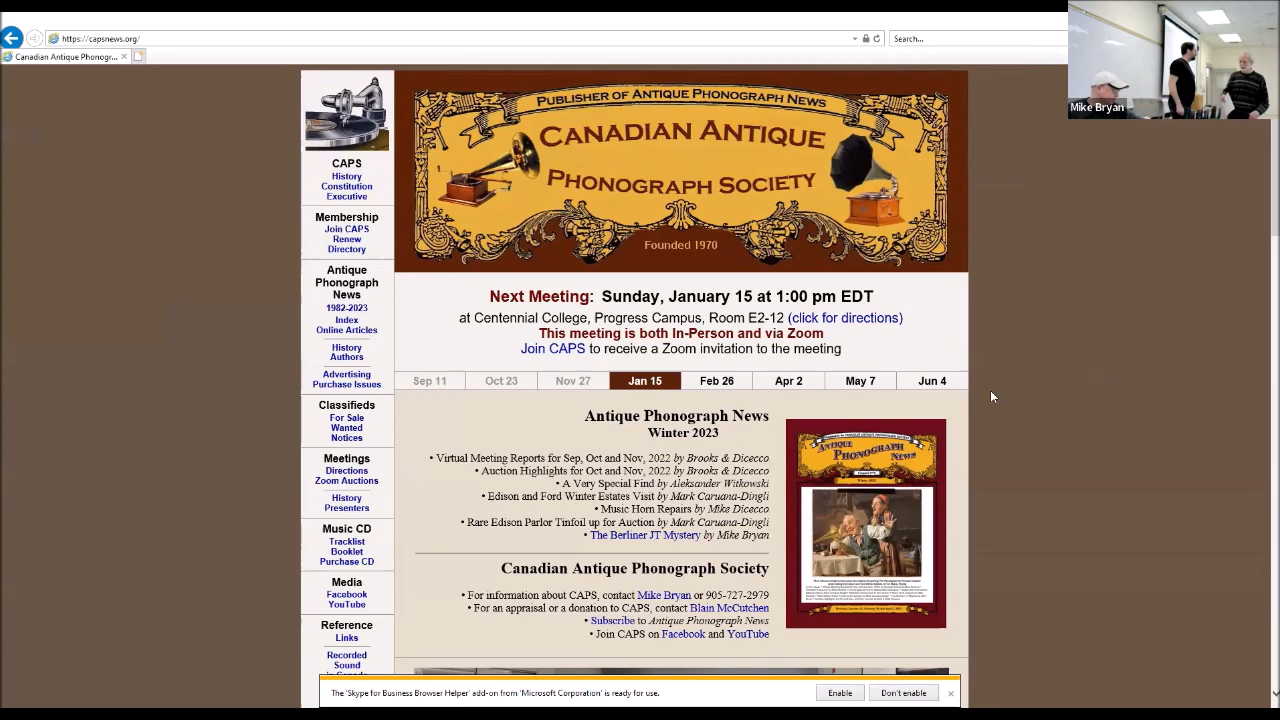 https://capsnews.org/
Search...
Canadian Antique Phonogr...
Mike Bryan
PUBLISHER OF ANTIQUE PHONOGRAPH NEWS
CANADIAN ANTIQUE
PHONOGRAPH SOCIETY
Founded 1970
CAPS
History
Constitution
Executive
Membership
Join CAPS
Renew
Directory
Antique
Phonograph
News
1982-2023
Index
Online Articles
History
Authors
Advertising
Purchase Issues
Classifieds
For Sale
Wanted
Notices
Meetings
Directions
Zoom Auctions
History
Presenters
Music CD
Tracklist
Booklet
Purchase CD
Media
Facebook
YouTube
Reference
Links
Recorded
Sound
Next Meeting: Sunday, January 15 at 1:00 pm EDT
at Centennial College, Progress Campus, Room E2-12 (click for directions)
This meeting is both In-Person and via Zoom
Join CAPS to receive a Zoom invitation to the meeting
Sep 11 Oct 23 Nov 27 Jan 15 Feb 26 Apr 2 May 7 Jun 4
Antique Phonograph News
Winter 2023
• Virtual Meeting Reports for Sep, Oct and Nov, 2022 by Brooks & Dicecco
• Auction Highlights for Oct and Nov, 2022 by Brooks & Dicecco
• A Very Special Find by Aleksander Witkowski
• Edison and Ford Winter Estates Visit by Mark Caruana-Dingli
• Music Horn Repairs by Mike Dicecco
• Rare Edison Parlor Tinfoil up for Auction by Mark Caruana-Dingli
• The Berliner JT Mystery by Mike Bryan
ANTIQUE
PHONOGRAPH NEWS
Canadian Antique Phonograph Society
• For information about CAPS, contact Mike Bryan or 905-777-2979
• For an appraisal or a donation to CAPS, contact Blain McCutchen
• Subscribe to Antique Phonograph News
• Join CAPS on Facebook and YouTube
The 'Skype for Business Browser Helper' add-on from 'Microsoft Corporation' is ready for use.
Enable
Don't enable